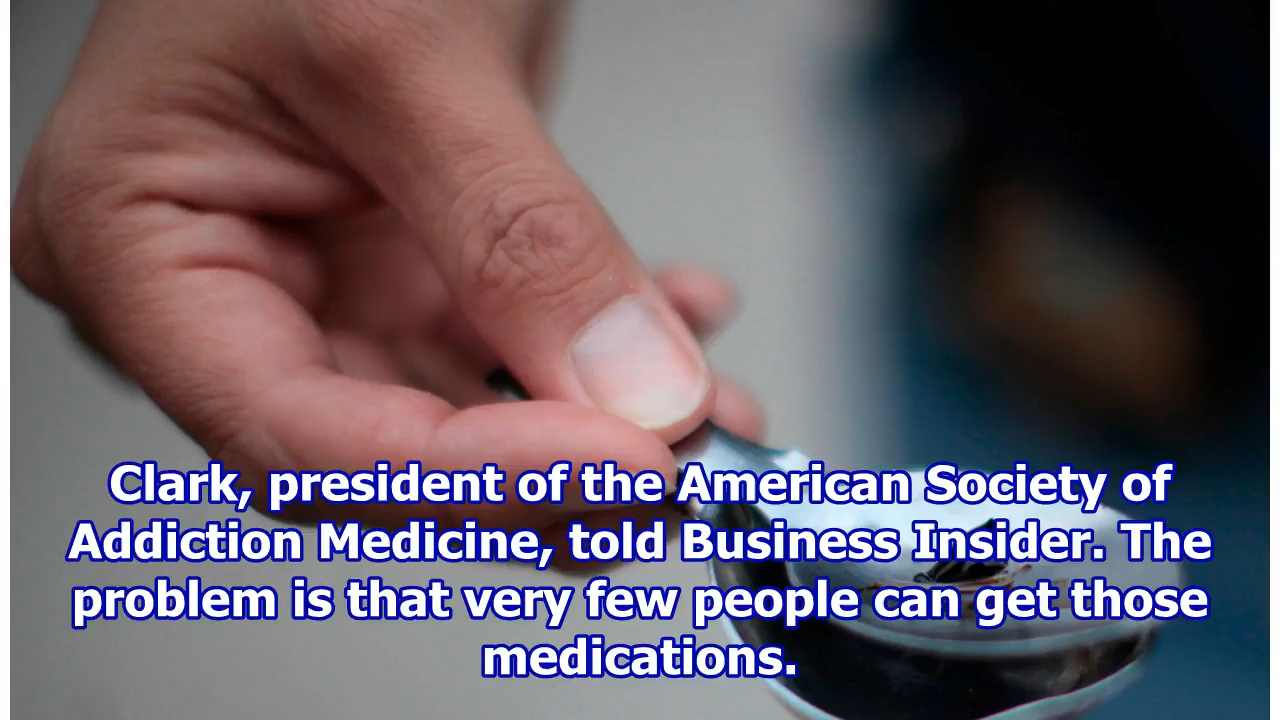 Clark, president of the American Society of
Addiction Medicine, told Business Insider. The
problem is that very few people can get those
medications.